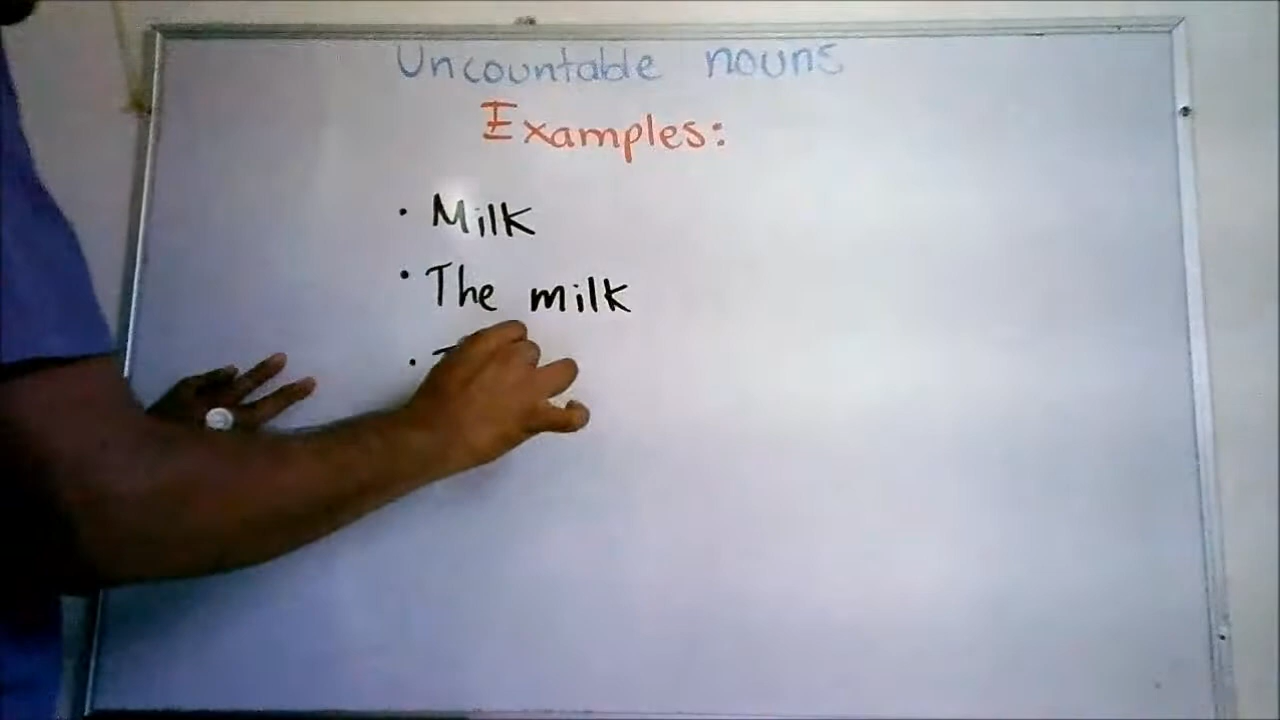 Uncountable nouns
Examples:
• Milk
• The milk
•